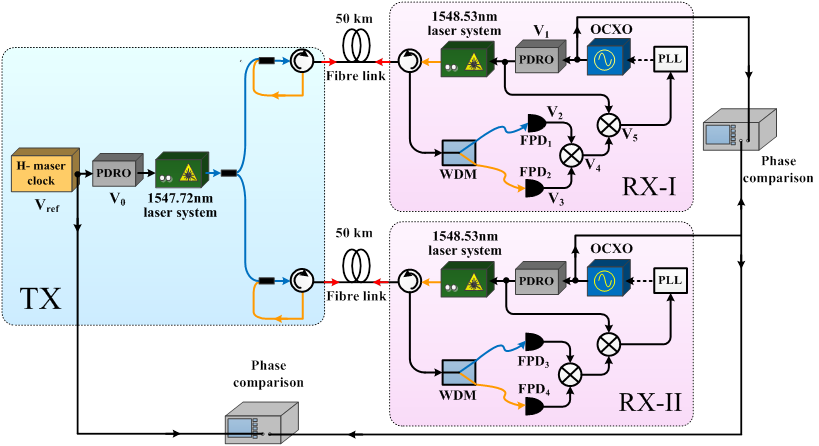 50 km
Fibre link
1548.53nm
laser system
V1
PDRO
OCXO
PLL
V2
FPD1
WDM
FPD2
V3
V4
V5
RX-I
Phase
comparison
H- maser
clock
Vref
PDRO
V0
1547.72nm
laser system
TX
50 km
Fibre link
1548.53nm
laser system
PDRO
OCXO
PLL
FPD3
WDM
FPD4
RX-II
Phase
comparison